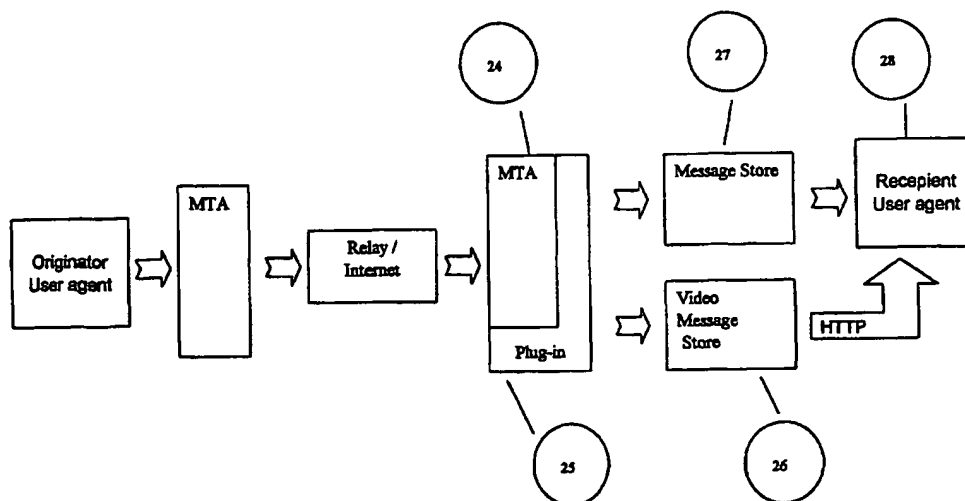 24
27
28
MTA
MTA
Message Store
Recepient
User agent
Originator
User agent
Relay /
Internet
Video
Message
Store
HTTP
Plug-in
25
26